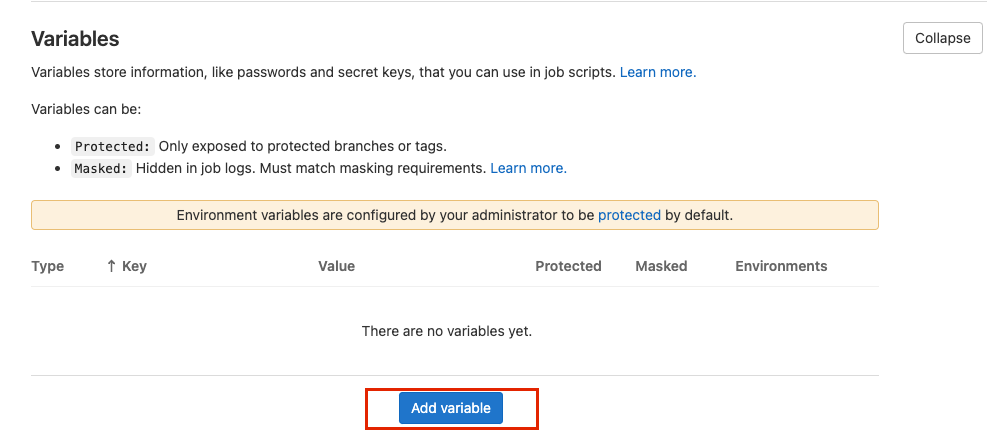 Variables
Collapse
Variables store information, like passwords and secret keys, that you can use in job scripts. Learn more.
Variables can be:
• Protected: Only exposed to protected branches or tags.
• Masked: Hidden in job logs. Must match masking requirements. Learn more.
Environment variables are configured by your administrator to be protected by default.
Type ↑ Key Value Protected Masked Environments
There are no variables yet.
Add variable